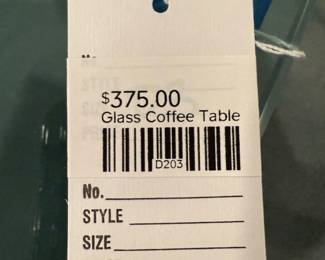 $375.00
Glass Coffee Table
D203
No.
STYLE
SIZE